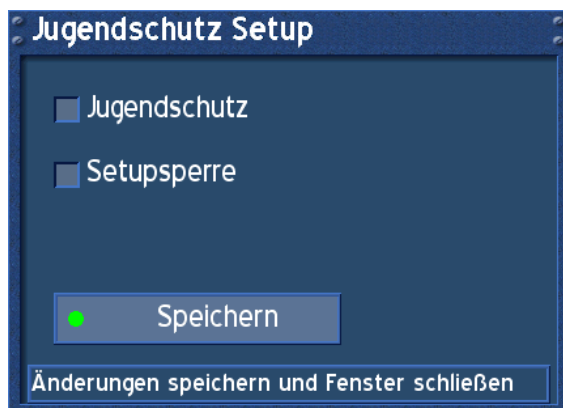 Jugendschutz Setup
Jugendschutz
Setupsperre
Speichern
Änderungen speichern und Fenster schließen